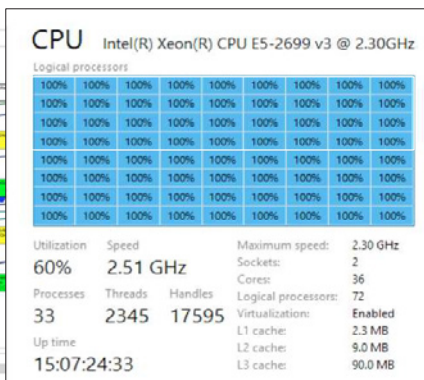 CPU Intel(R) Xeon(R) CPU E5-2699 v3 @ 2.30GHz
Logical processors
100% 100% 100% 100% 100% 100% 100% 100% 100%
100% 100% 100% 100% 100% 100% 100% 100% 100%
100% 100% 100% 100% 100% 100% 100% 100% 100%
100% 100% 100% 100% 100% 100% 100% 100% 100%
100% 100% 100% 100% 100% 100% 100% 100% 100%
100% 100% 100% 100% 100% 100% 100% 100% 100%
100% 100% 100% 100% 100% 100% 100% 100% 100%
100% 100% 100% 100% 100% 100% 100% 100% 100%
Utilization Speed
60% 2.51 GHz
Processes Threads Handles
33 2345 17595
Up time
15:07:24:33
Maximum speed: 2.30 GHz
Sockets: 2
Cores: 36
Logical processors: 72
Virtualization: Enabled
L1 cache: 2.3 MB
L2 cache: 9.0 MB
L3 cache: 90.0 MB